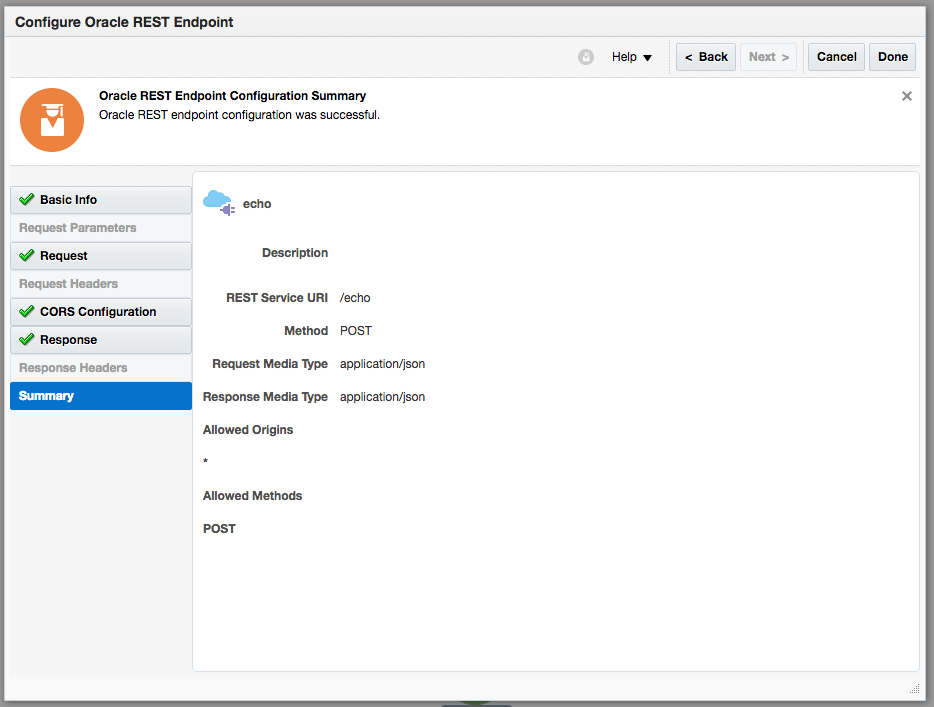 Configure Oracle REST Endpoint
Help
< Back
Next >
Cancel
Done
Oracle REST Endpoint Configuration Summary
Oracle REST endpoint configuration was successful.
Basic Info
Request Parameters
Request
Request Headers
CORS Configuration
Response
Response Headers
Summary
echo
Description
REST Service URI /echo
Method POST
Request Media Type application/json
Response Media Type application/json
Allowed Origins
*
Allowed Methods
POST